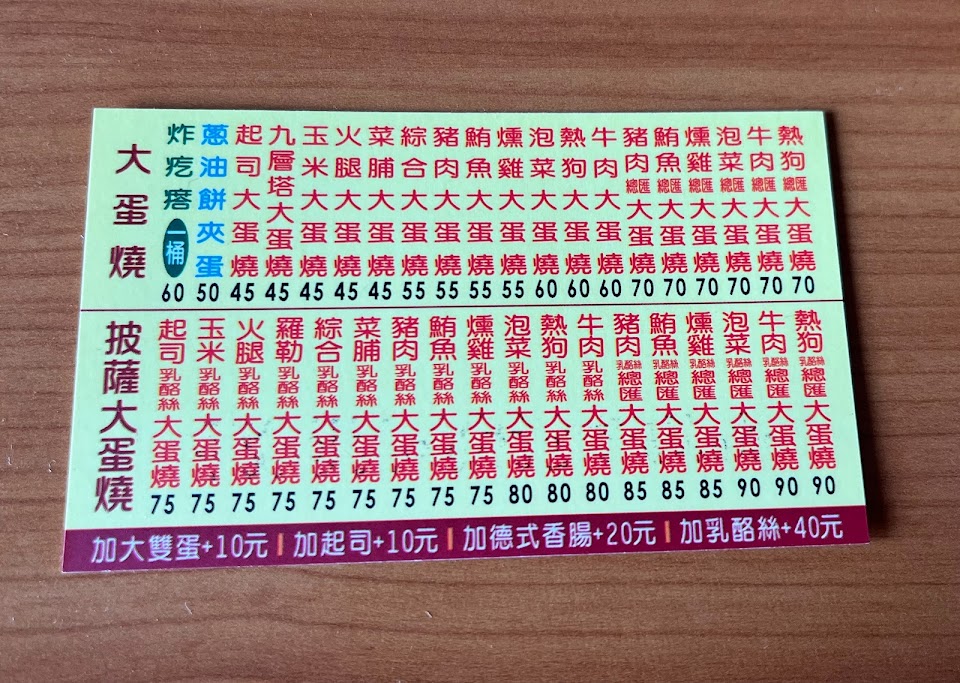 大蛋燒
炸疙瘩一桶 60
蔥油餅夾蛋 50
起司大蛋燒 45
九層塔大蛋燒 45
玉米大蛋燒 45
火腿大蛋燒 45
菜脯大蛋燒 45
綜合大蛋燒 55
豬肉大蛋燒 55
鮪魚大蛋燒 55
燻雞大蛋燒 55
泡菜大蛋燒 60
熱狗大蛋燒 60
牛肉大蛋燒 60
豬肉總匯大蛋燒 70
鮪魚總匯大蛋燒 70
燻雞總匯大蛋燒 70
泡菜總匯大蛋燒 70
牛肉總匯大蛋燒 70
熱狗總匯大蛋燒 70
披薩大蛋燒
起司乳酪絲大蛋燒 75
玉米乳酪絲大蛋燒 75
火腿乳酪絲大蛋燒 75
羅勒乳酪絲大蛋燒 75
綜合乳酪絲大蛋燒 75
菜脯乳酪絲大蛋燒 75
豬肉乳酪絲大蛋燒 75
鮪魚乳酪絲大蛋燒 75
燻雞乳酪絲大蛋燒 75
泡菜乳酪絲大蛋燒 80
熱狗乳酪絲大蛋燒 80
牛肉乳酪絲大蛋燒 80
豬肉乳酪絲總匯大蛋燒 85
鮪魚乳酪絲總匯大蛋燒 85
燻雞乳酪絲總匯大蛋燒 85
泡菜乳酪絲總匯大蛋燒 90
牛肉乳酪絲總匯大蛋燒 90
熱狗乳酪絲總匯大蛋燒 90
加大雙蛋+10元 | 加起司+10元 | 加德式香腸+20元 | 加乳酪絲+40元